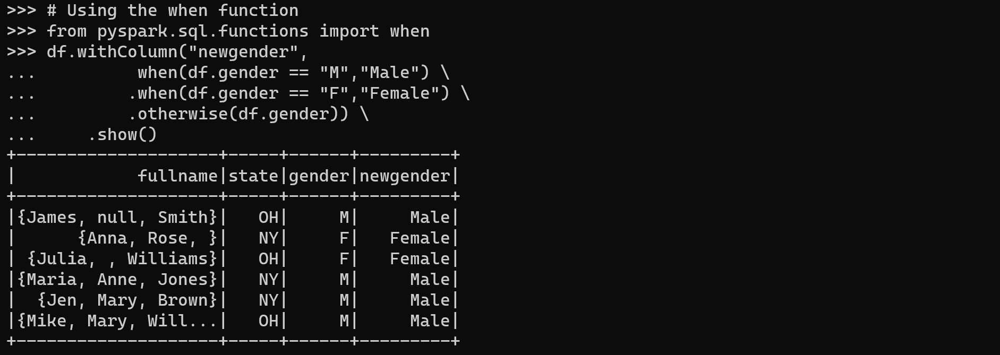 >>> # Using the when function
>>> from pyspark.sql.functions import when
>>> df.withColumn("newgender",
...          when(df.gender == "M","Male") \
...         .when(df.gender == "F","Female") \
...         .otherwise(df.gender)) \
...     .show()
+--------------------+-----+------+---------+
|            fullname|state|gender|newgender|
+--------------------+-----+------+---------+
|{James, null, Smith}|   OH|     M|     Male|
|      {Anna, Rose, }|   NY|     F|   Female|
| {Julia, , Williams}|   OH|     F|   Female|
|{Maria, Anne, Jones}|   NY|     M|     Male|
|  {Jen, Mary, Brown}|   NY|     M|     Male|
|{Mike, Mary, Will...|   OH|     M|     Male|
+--------------------+-----+------+---------+